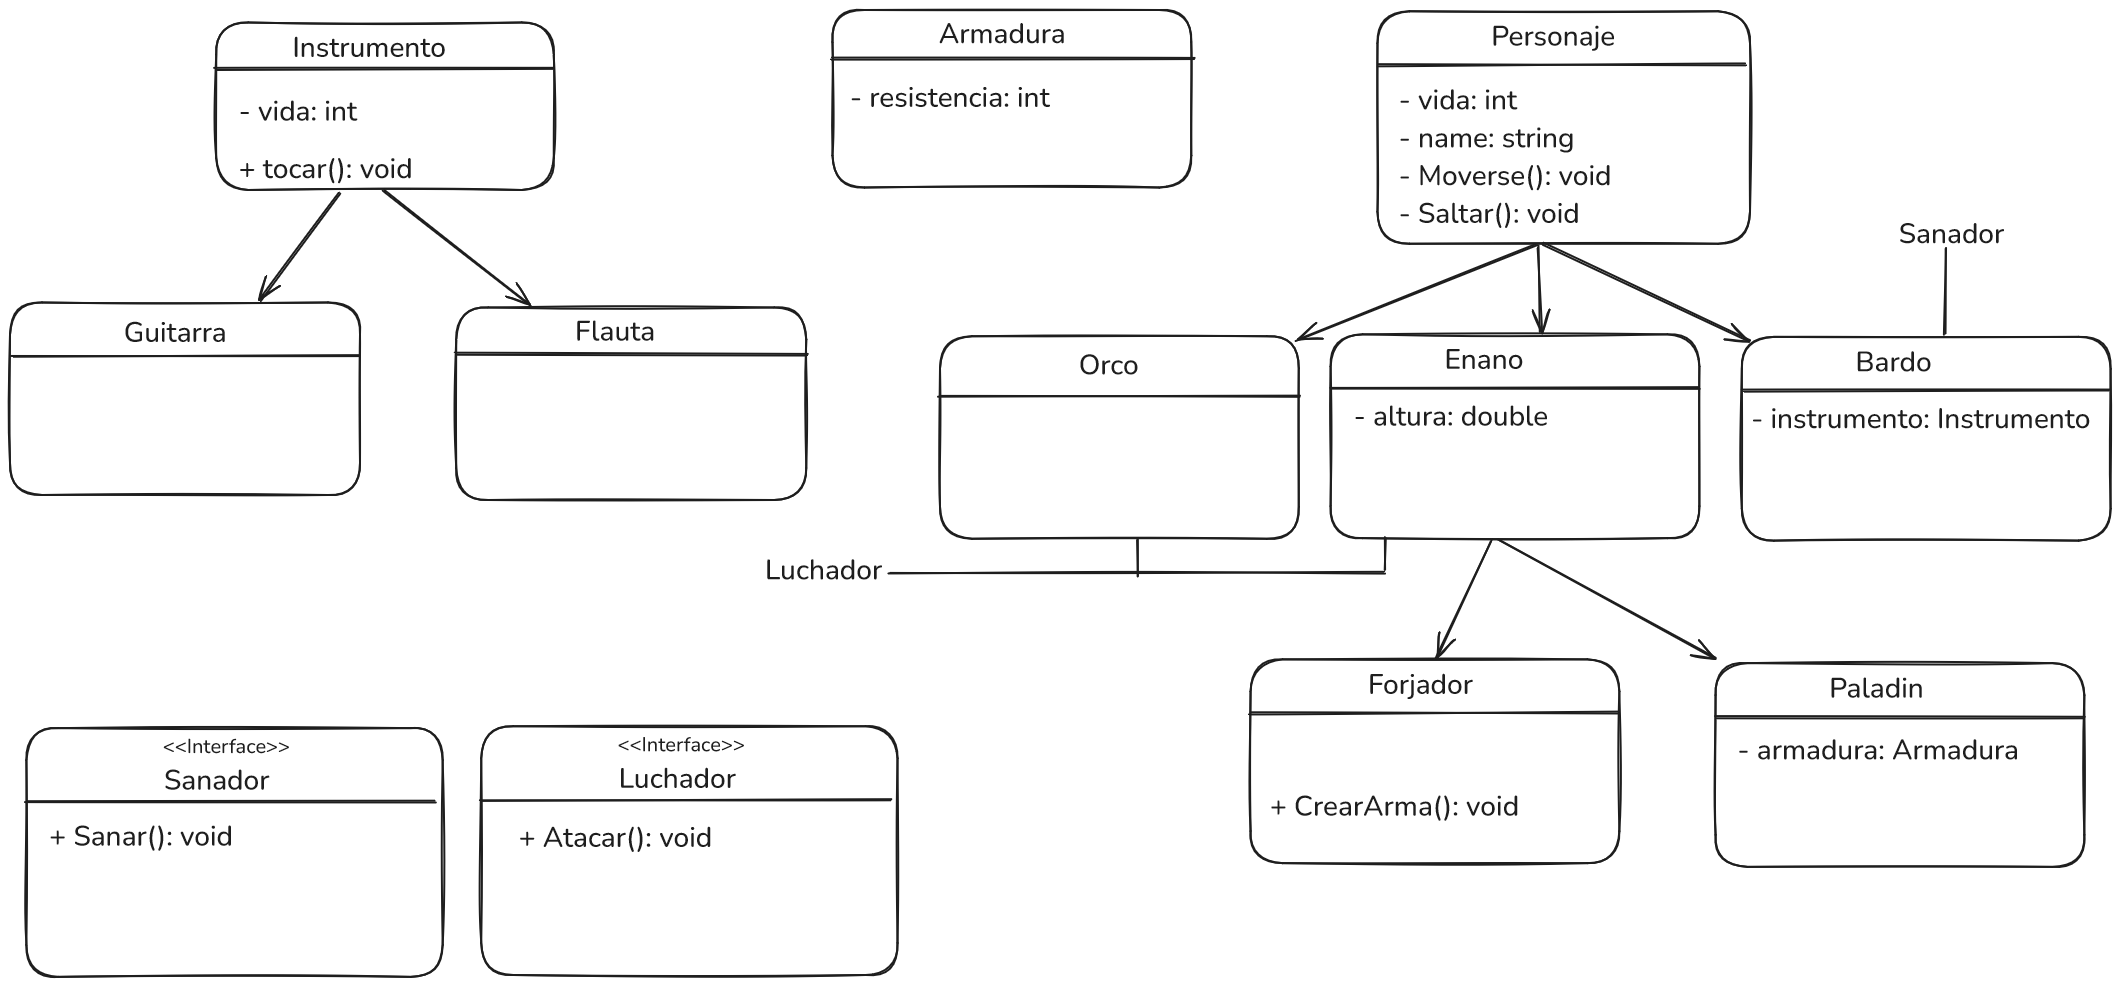 Instrumento
- vida: int
+ tocar(): void
Armadura
- resistencia: int
Personaje
- vida: int
- name: string
- Moverse(): void
- Saltar(): void
Sanador
Guitarra
Flauta
Orco
Enano
- altura: double
Bardo
- instrumento: Instrumento
Luchador
Forjador
+ CrearArma(): void
Paladin
- armadura: Armadura
<<Interface>>
Sanador
+ Sanar(): void
<<Interface>>
Luchador
+ Atacar(): void